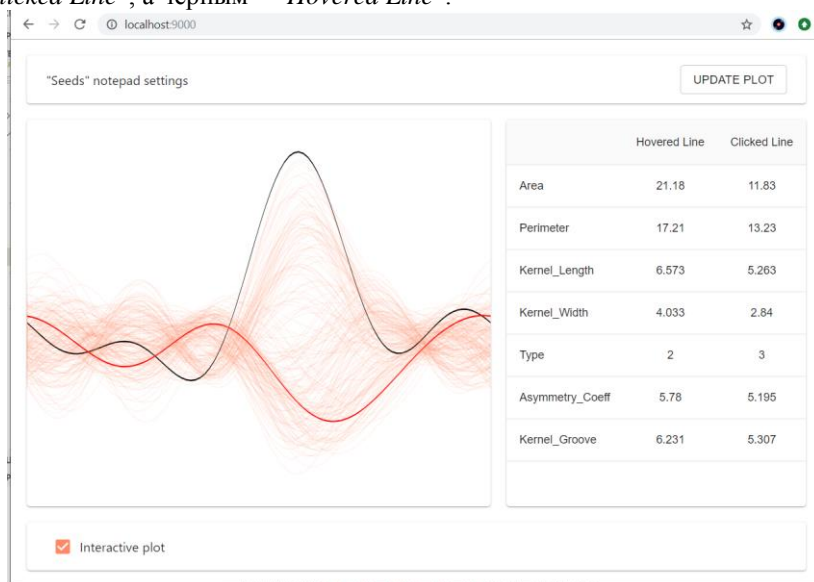 Clicked Line", а черным – "Hovered Line".
localhost:9000
"Seeds" notepad settings
UPDATE PLOT
Hovered Line Clicked Line
Area 21.18 11.83
Perimeter 17.21 13.23
Kernel_Length 6.573 5.263
Kernel_Width 4.033 2.84
Type 2 3
Asymmetry_Coeff 5.78 5.195
Kernel_Groove 6.231 5.307
Interactive plot